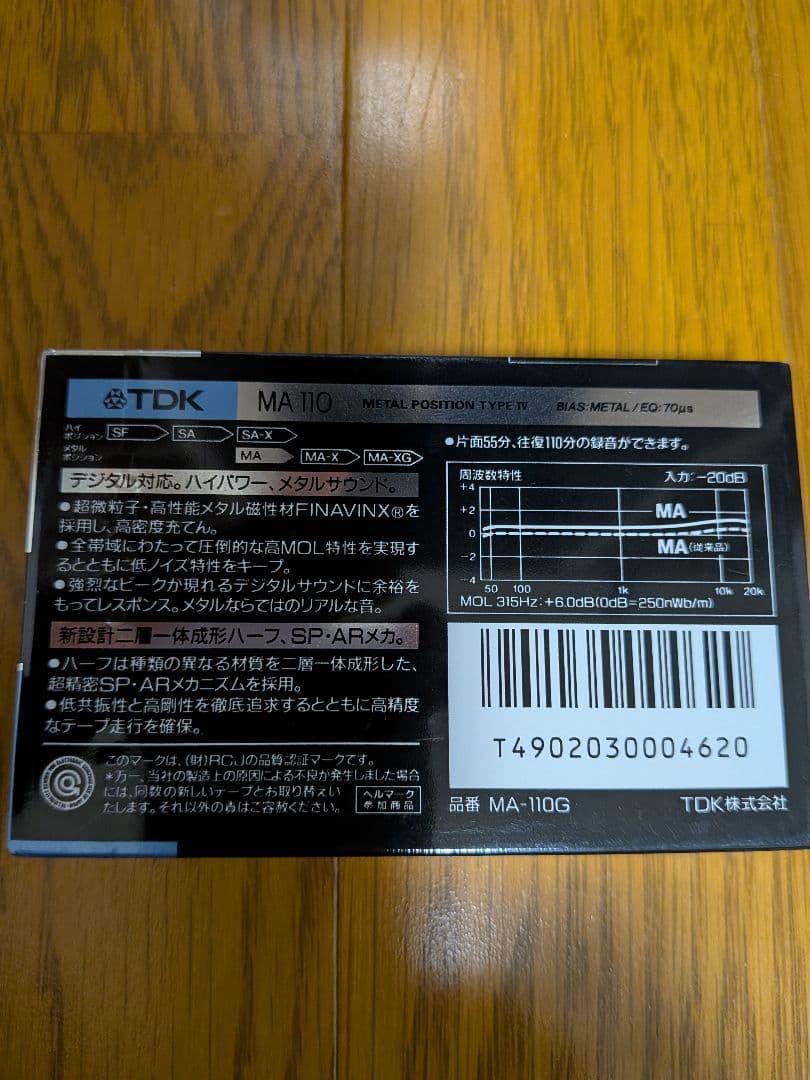 TDK MA 110 METAL POSITION TYPE IV BIAS:METAL/EQ:70μs
ハイポジション SF SA SA-X
メタルポジション MA MA-X MA-XG
デジタル対応。ハイパワー、メタルサウンド。
●超微粒子・高性能メタル磁性材FINAVINX®を
採用し、高密度充てん。
●全帯域にわたって圧倒的な高MOL特性を実現す
るとともに低ノイズ特性をキープ。
●強烈なピークが現れるデジタルサウンドに余裕を
もってレスポンス。メタルならではのリアルな音。
新設計二層一体成形ハーフ、SP・ARメカ。
●ハーフは種類の異なる材質を二層一体成形した、
超精密SP・ARメカニズムを採用。
●低共振性と高剛性を徹底追求するとともに高精度
なテープ走行を確保。
このマークは、(財)RCJの品質認証マークです。
*万一、当社の製造上の原因による不良が発生しました場合
には、同数の新しいテープとお取り替えい
たします。それ以外の責はご容赦ください。
ヘルマーク
参加商品
●片面55分、往復110分の録音ができます。
周波数特性 入力:-20dB
+4
+2
0
-2
-4
MA
MA(従来品)
50 100 1k 10k 20k
MOL 315Hz:+6.0dB(0dB=250nWb/m)
T4902030004620
品番 MA-110G TDK株式会社